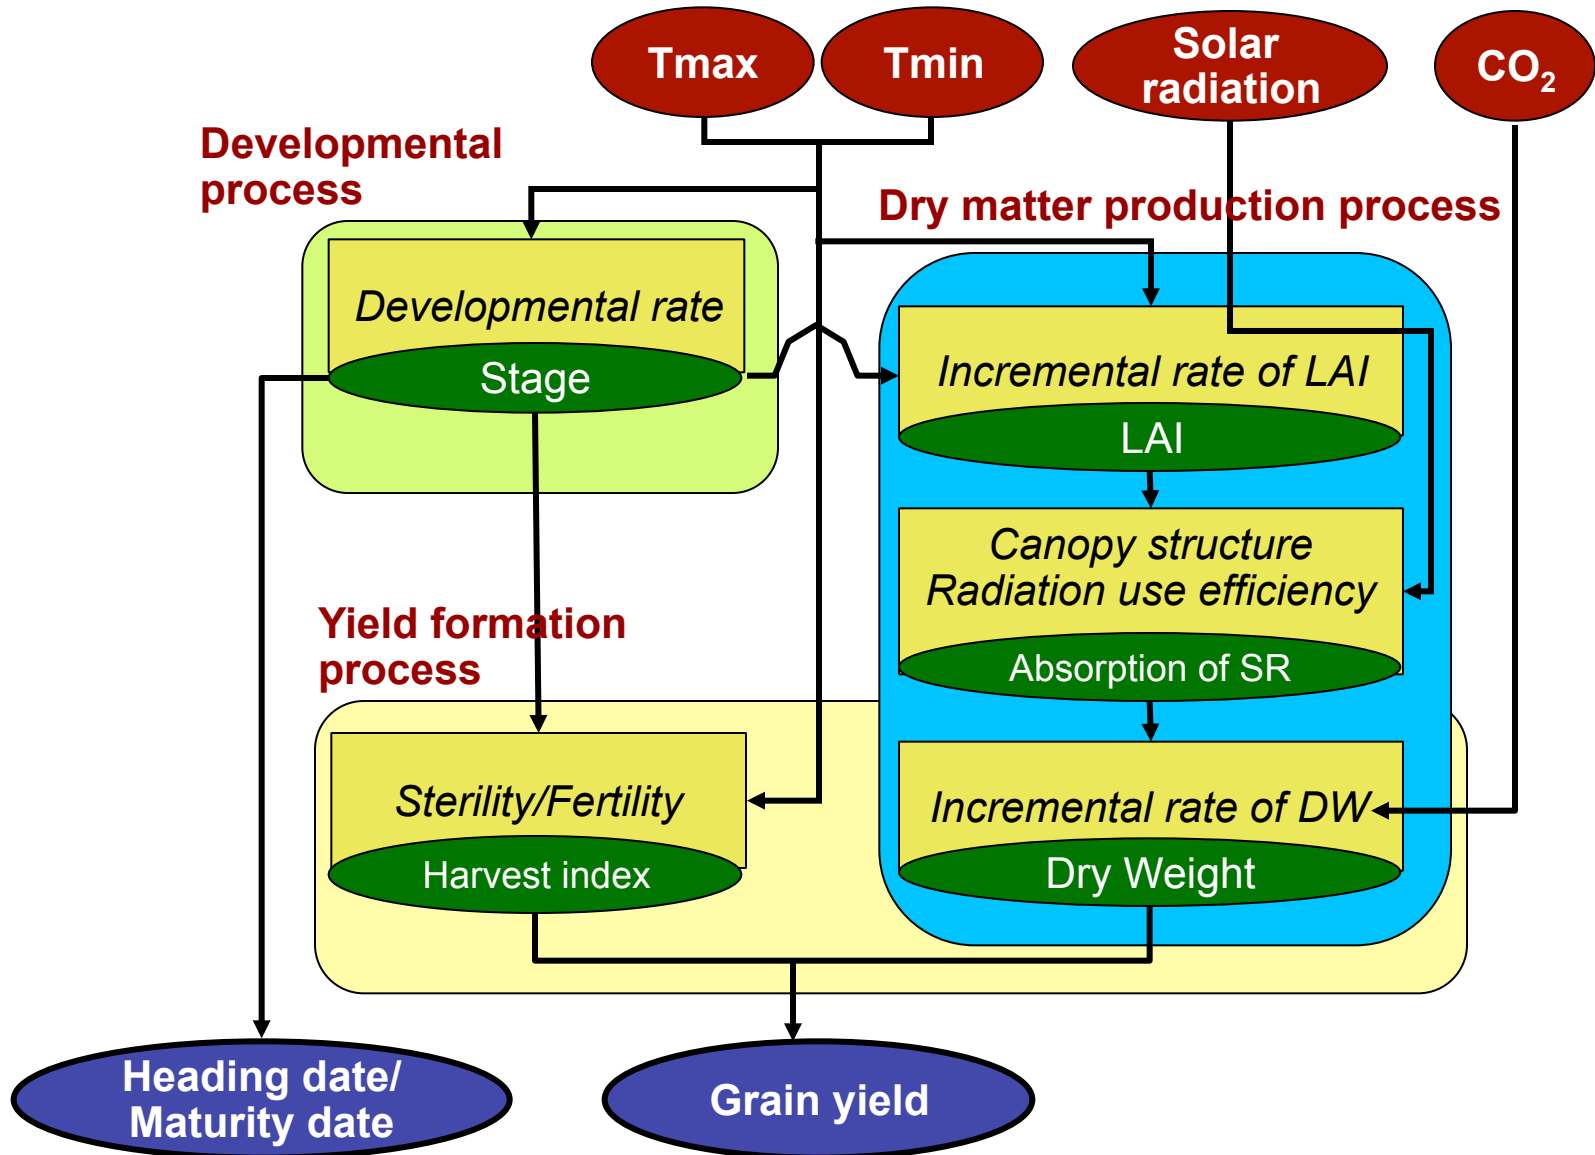 Tmax
Tmin
Solar
radiation
CO₂
Developmental
process
Dry matter production process
Developmental rate
Stage
Incremental rate of LAI
LAI
Canopy structure
Radiation use efficiency
Absorption of SR
Yield formation
process
Sterility/Fertility
Harvest index
Incremental rate of DW
Dry Weight
Heading date/
Maturity date
Grain yield